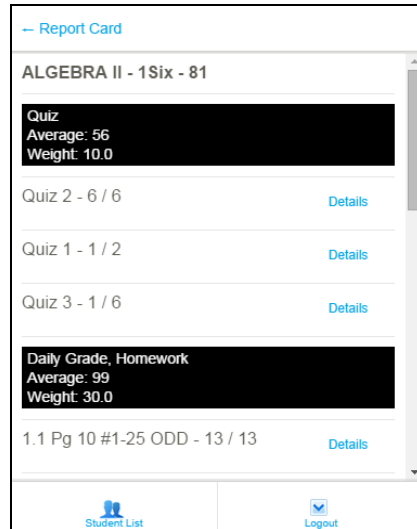 ← Report Card
ALGEBRA II - 1Six - 81
Quiz
Average: 56
Weight: 10.0
Quiz 2 - 6 / 6 Details
Quiz 1 - 1 / 2 Details
Quiz 3 - 1 / 6 Details
Daily Grade, Homework
Average: 99
Weight: 30.0
1.1 Pg 10 #1-25 ODD - 13 / 13 Details
Student List Logout